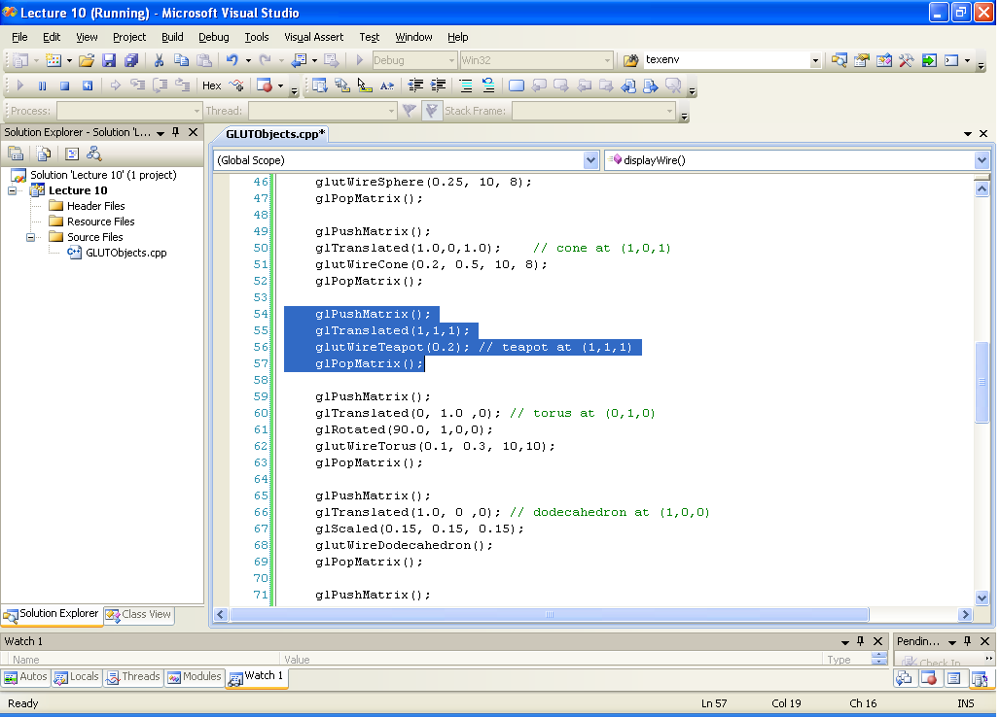 Lecture 10 (Running) - Microsoft Visual Studio
File Edit View Project Build Debug Tools Visual Assert Test Window Help
Debug Win32 texenv
Hex
Process: Thread: Stack Frame:
Solution Explorer - Solution 'L...
GLUTObjects.cpp*
(Global Scope) displayWire()
Solution 'Lecture 10' (1 project)
Lecture 10
Header Files
Resource Files
Source Files
GLUTObjects.cpp
46 glutWireSphere(0.25, 10, 8);
47 glPopMatrix();
48
49 glPushMatrix();
50 glTranslated(1.0,0,1.0); // cone at (1,0,1)
51 glutWireCone(0.2, 0.5, 10, 8);
52 glPopMatrix();
53
54 glPushMatrix();
55 glTranslated(1,1,1);
56 glutWireTeapot(0.2); // teapot at (1,1,1)
57 glPopMatrix();
58
59 glPushMatrix();
60 glTranslated(0, 1.0 ,0); // torus at (0,1,0)
61 glRotated(90.0, 1,0,0);
62 glutWireTorus(0.1, 0.3, 10,10);
63 glPopMatrix();
64
65 glPushMatrix();
66 glTranslated(1.0, 0 ,0); // dodecahedron at (1,0,0)
67 glScaled(0.15, 0.15, 0.15);
68 glutWireDodecahedron();
69 glPopMatrix();
70
71 glPushMatrix();
Solution Explorer Class View
Watch 1 Pendin...
Name Value Type Check In
Autos Locals Threads Modules Watch 1
Ready Ln 57 Col 19 Ch 16 INS